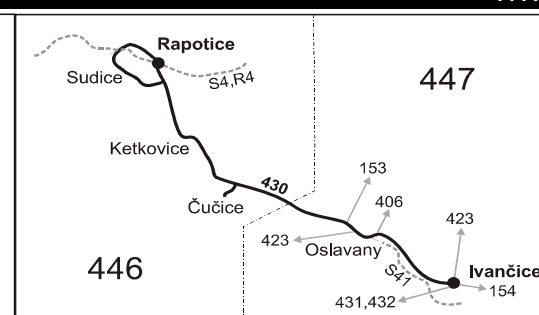 Rapotice
Sudice
S4,R4
447
Ketkovice
153
430
406
Čučice
423
423
Oslavany
446
S41
Ivančice
154
431,432